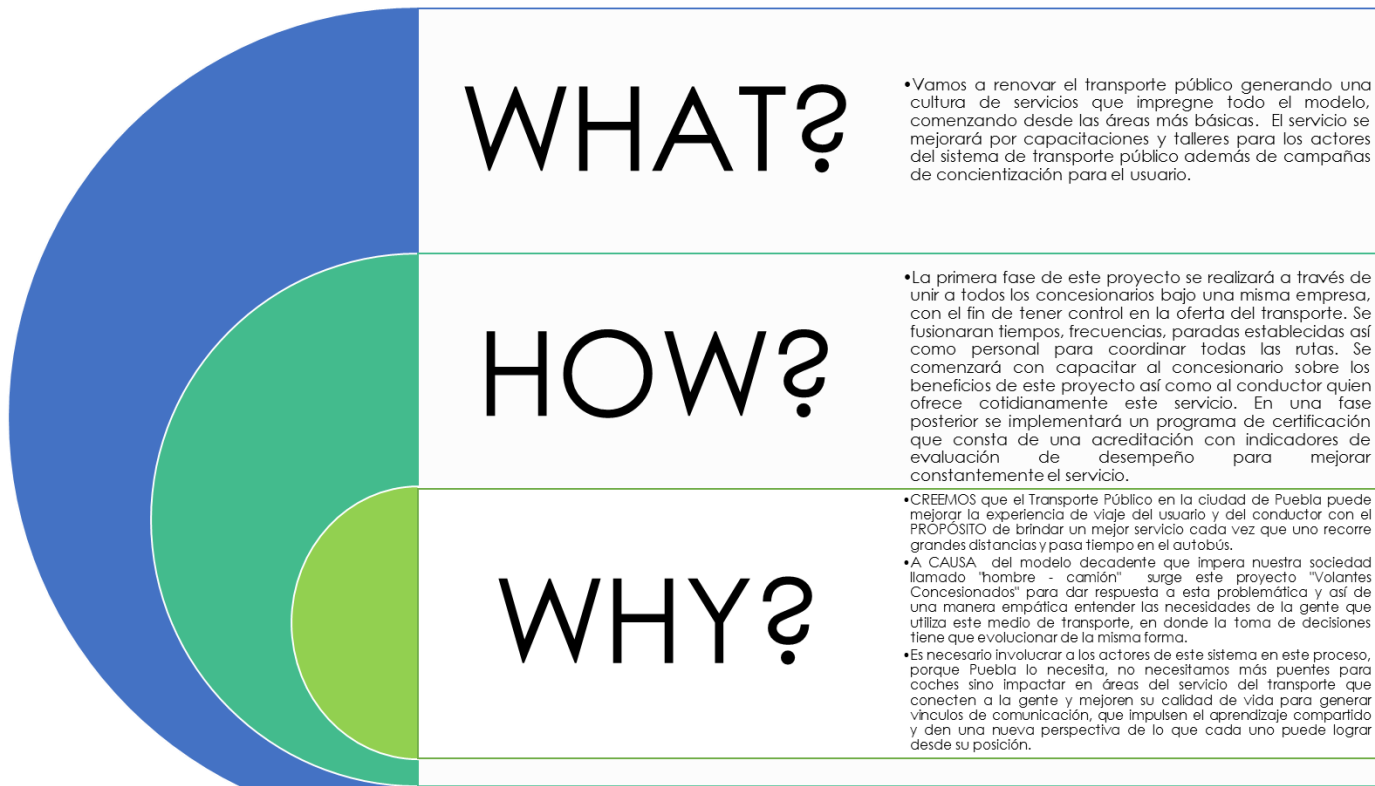 WHAT?
•Vamos a renovar el transporte público generando una
cultura de servicios que impregne todo el modelo,
comenzando desde las áreas más básicas. El servicio se
mejorará por capacitaciones y talleres para los actores
del sistema de transporte público además de campañas
de concientización para el usuario.
HOW?
•La primera fase de este proyecto se realizará a través de
unir a todos los concesionarios bajo una misma empresa,
con el fin de tener control en la oferta del transporte. Se
fusionaran tiempos, frecuencias, paradas establecidas así
como personal para coordinar todas las rutas. Se
comenzará con capacitar al concesionario sobre los
beneficios de este proyecto así como al conductor quien
ofrece cotidianamente este servicio. En una fase
posterior se implementará un programa de certificación
que consta de una acreditación con indicadores de
evaluación de desempeño para mejorar
constantemente el servicio.
WHY?
•CREEMOS que el Transporte Público en la ciudad de Puebla puede
mejorar la experiencia de viaje del usuario y del conductor con el
PROPÓSITO de brindar un mejor servicio cada vez que uno recorre
grandes distancias y pasa tiempo en el autobús.
•A CAUSA del modelo decadente que impera nuestra sociedad
llamado "hombre - camión" surge este proyecto "Volantes
Concesionados" para dar respuesta a esta problemática y así de
una manera empática entender las necesidades de la gente que
utiliza este medio de transporte, en donde la toma de decisiones
tiene que evolucionar de la misma forma.
•Es necesario involucrar a los actores de este sistema en este proceso,
porque Puebla lo necesita, no necesitamos más puentes para
coches sino impactar en áreas del servicio del transporte que
conecten a la gente y mejoren su calidad de vida para generar
vínculos de comunicación, que impulsen el aprendizaje compartido
y den una nueva perspectiva de lo que cada uno puede lograr
desde su posición.